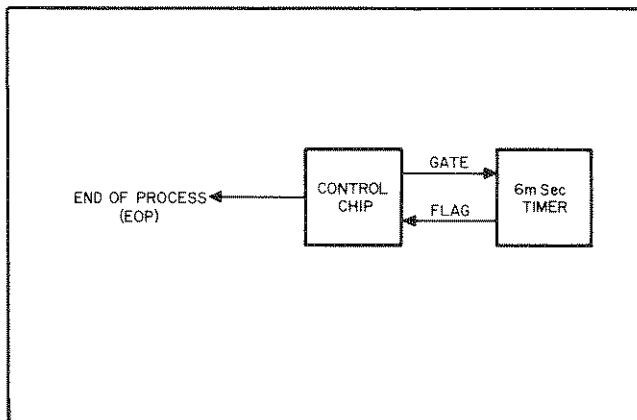 END OF PROCESS
(EOP)
CONTROL
CHIP
GATE
FLAG
6m Sec
TIMER